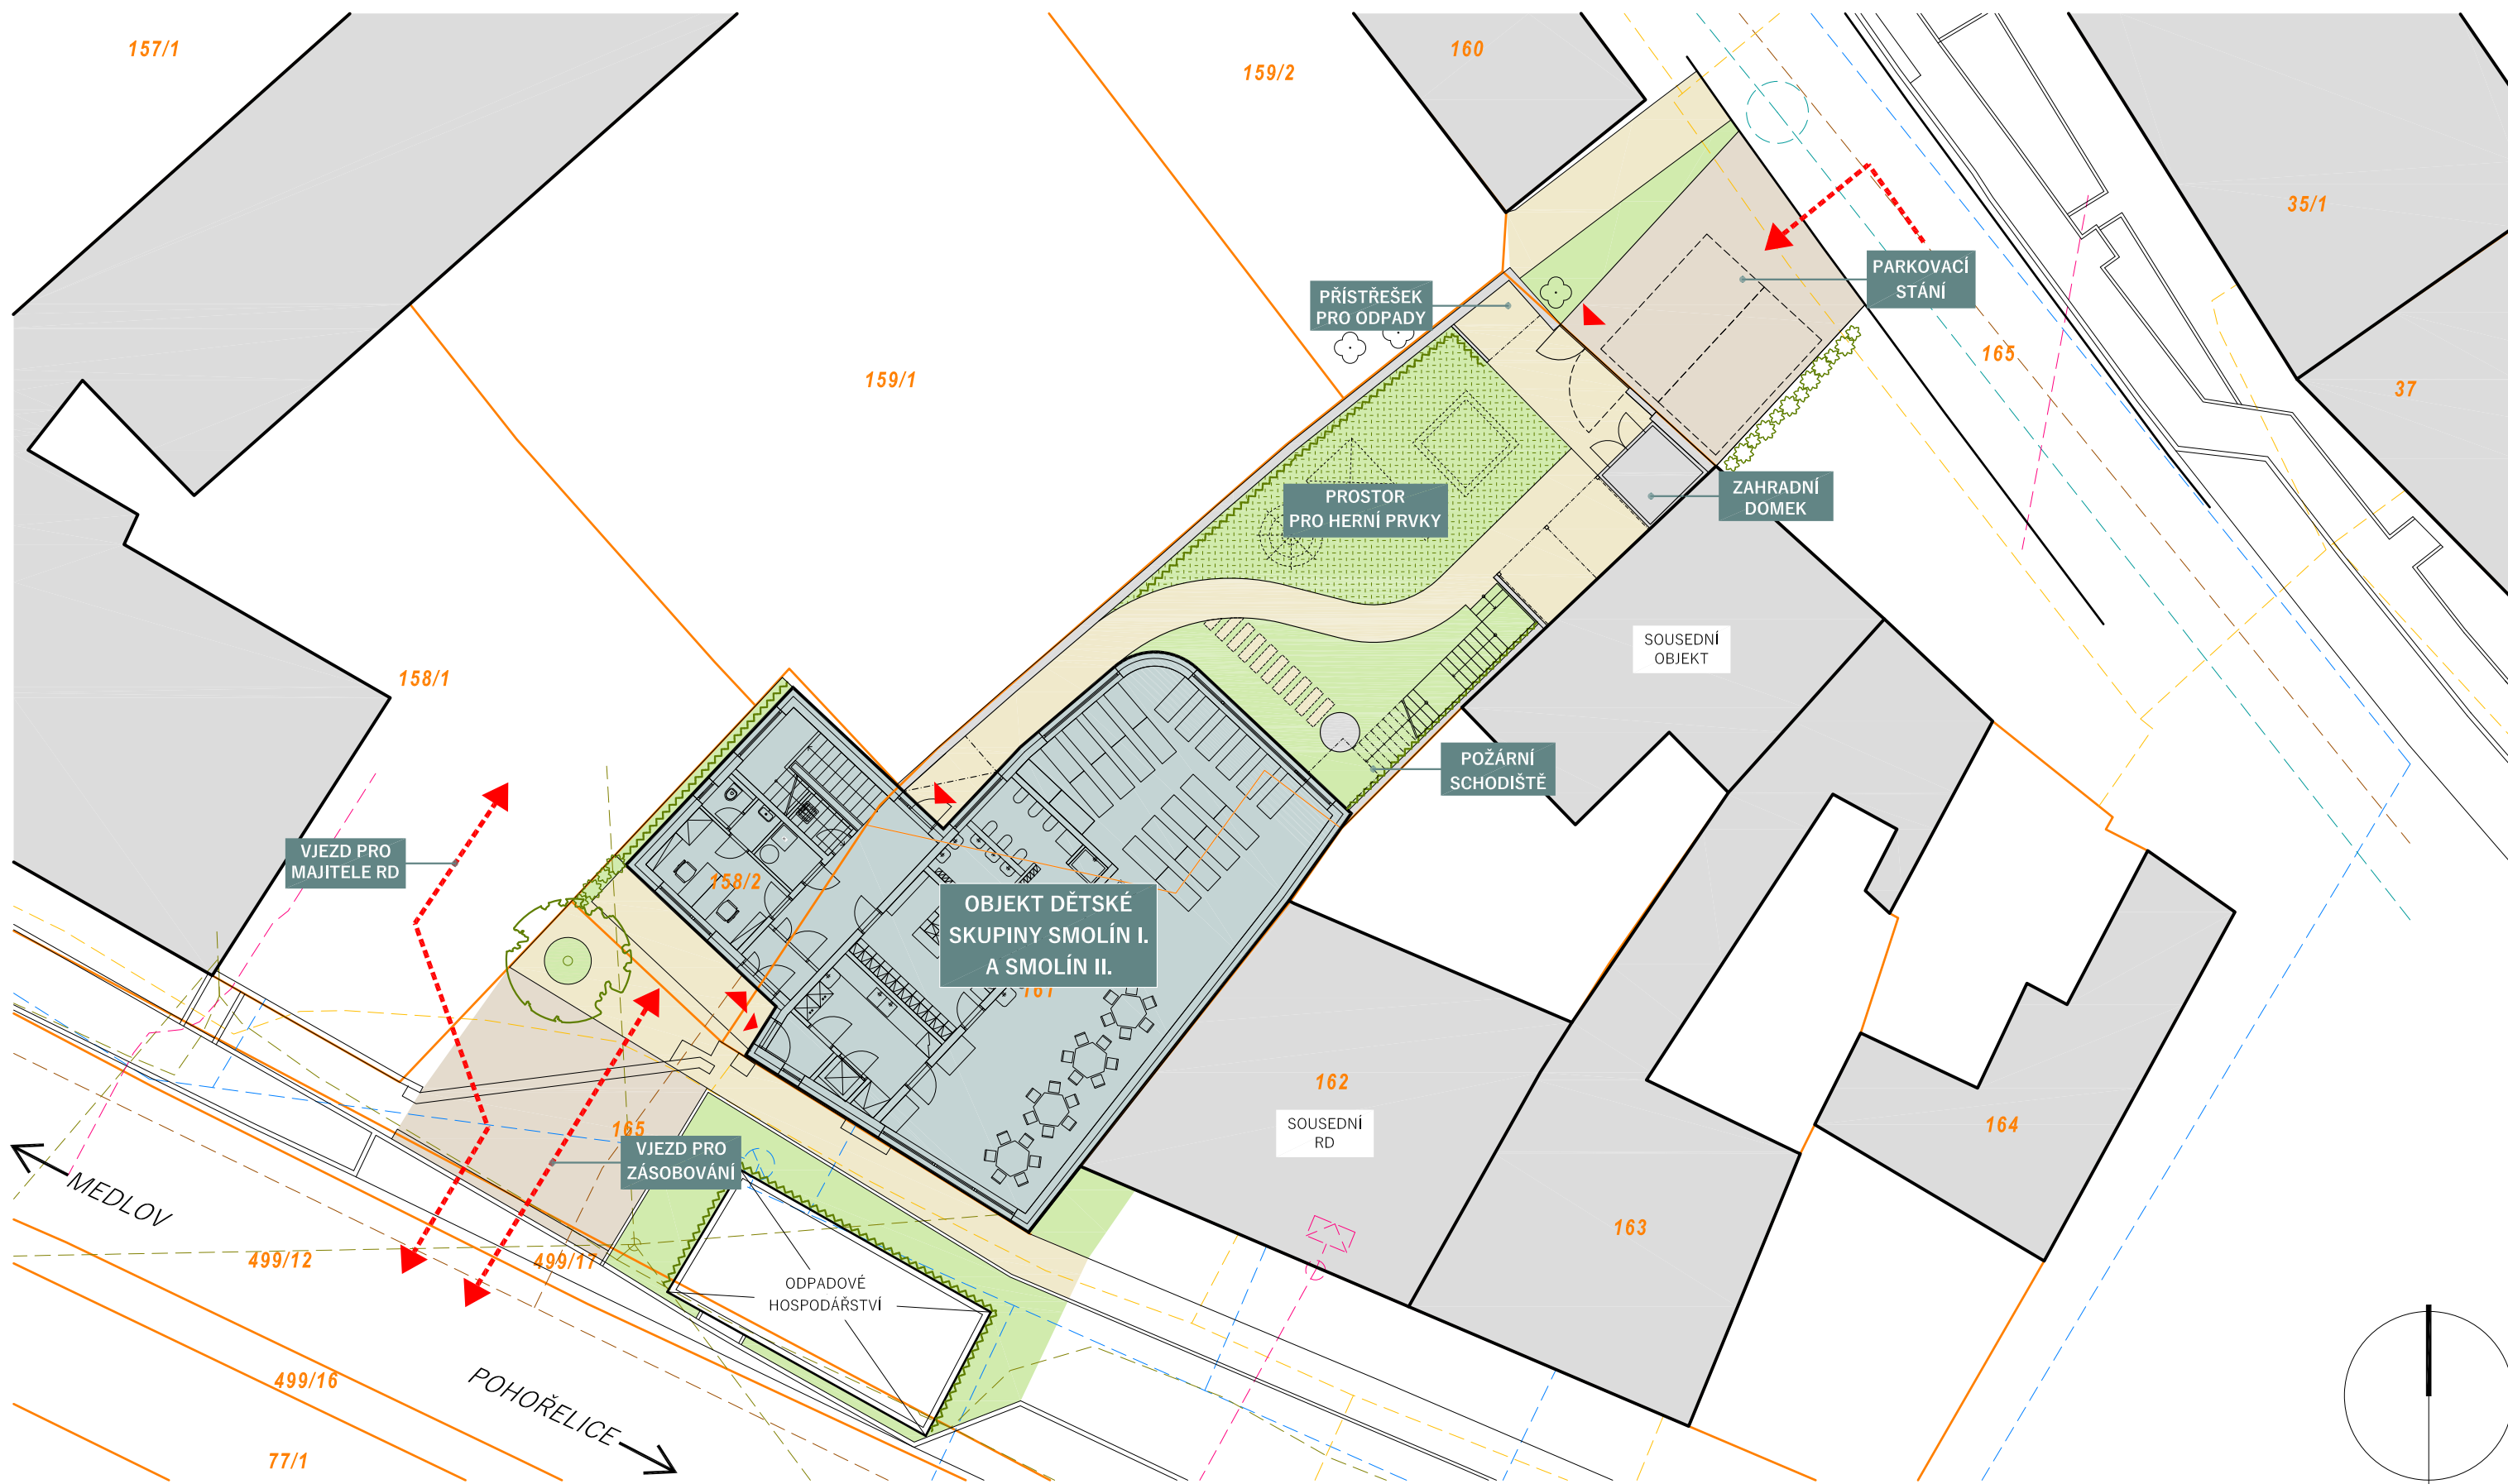 157/1
159/2
160
35/1
PARKOVACÍ
STÁNÍ
PŘÍSTŘEŠEK
PRO ODPADY
165
159/1
37
PROSTOR
PRO HERNÍ PRVKY
ZAHRADNÍ
DOMEK
SOUSEDNÍ
OBJEKT
158/1
POŽÁRNÍ
SCHODIŠTĚ
VJEZD PRO
MAJITELE RD
158/2
OBJEKT DĚTSKÉ
SKUPINY SMOLÍN I.
A SMOLÍN II.
161
162
SOUSEDNÍ
RD
164
165
VJEZD PRO
ZÁSOBOVÁNÍ
MEDLOV
163
499/12
499/17
ODPADOVÉ
HOSPODÁŘSTVÍ
499/16
POHOŘELICE
77/1